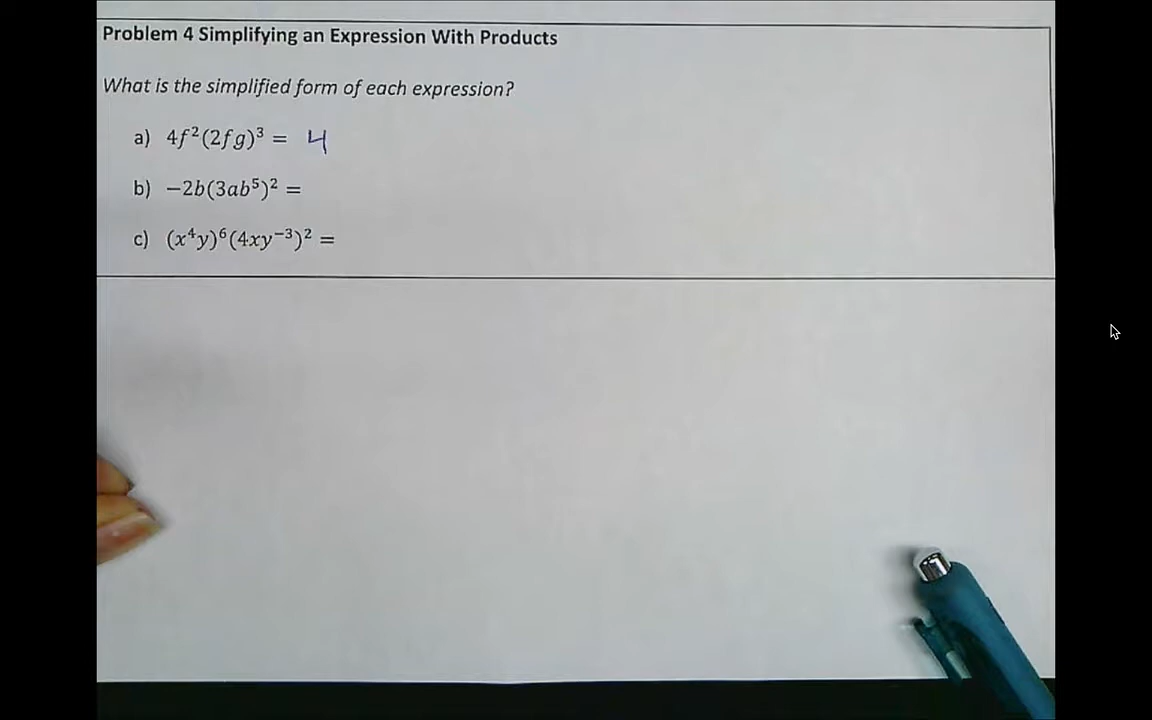 Problem 4 Simplifying an Expression With Products
What is the simplified form of each expression?
a) 4f²(2fg)³ = 4
b) −2b(3ab⁵)² =
c) (x⁴y)⁶(4xy⁻³)² =